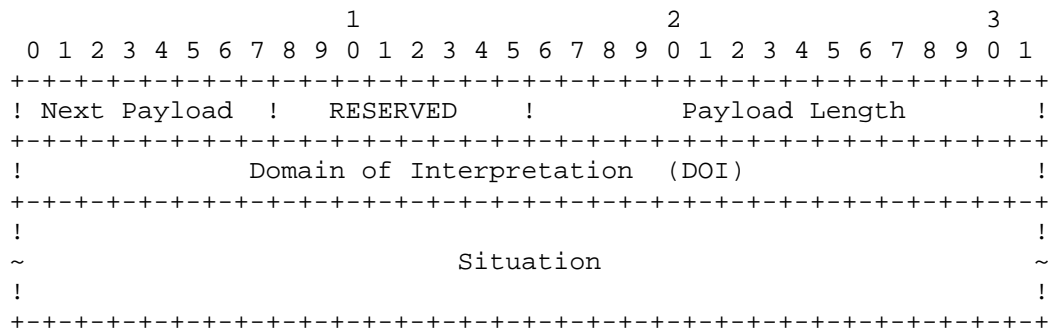 1                   2                   3
 0 1 2 3 4 5 6 7 8 9 0 1 2 3 4 5 6 7 8 9 0 1 2 3 4 5 6 7 8 9 0 1
+-+-+-+-+-+-+-+-+-+-+-+-+-+-+-+-+-+-+-+-+-+-+-+-+-+-+-+-+-+-+-+-+
! Next Payload  !   RESERVED    !         Payload Length        !
+-+-+-+-+-+-+-+-+-+-+-+-+-+-+-+-+-+-+-+-+-+-+-+-+-+-+-+-+-+-+-+-+
!              Domain of Interpretation  (DOI)                  !
+-+-+-+-+-+-+-+-+-+-+-+-+-+-+-+-+-+-+-+-+-+-+-+-+-+-+-+-+-+-+-+-+
!                                                               !
~                           Situation                           ~
!                                                               !
+-+-+-+-+-+-+-+-+-+-+-+-+-+-+-+-+-+-+-+-+-+-+-+-+-+-+-+-+-+-+-+-+